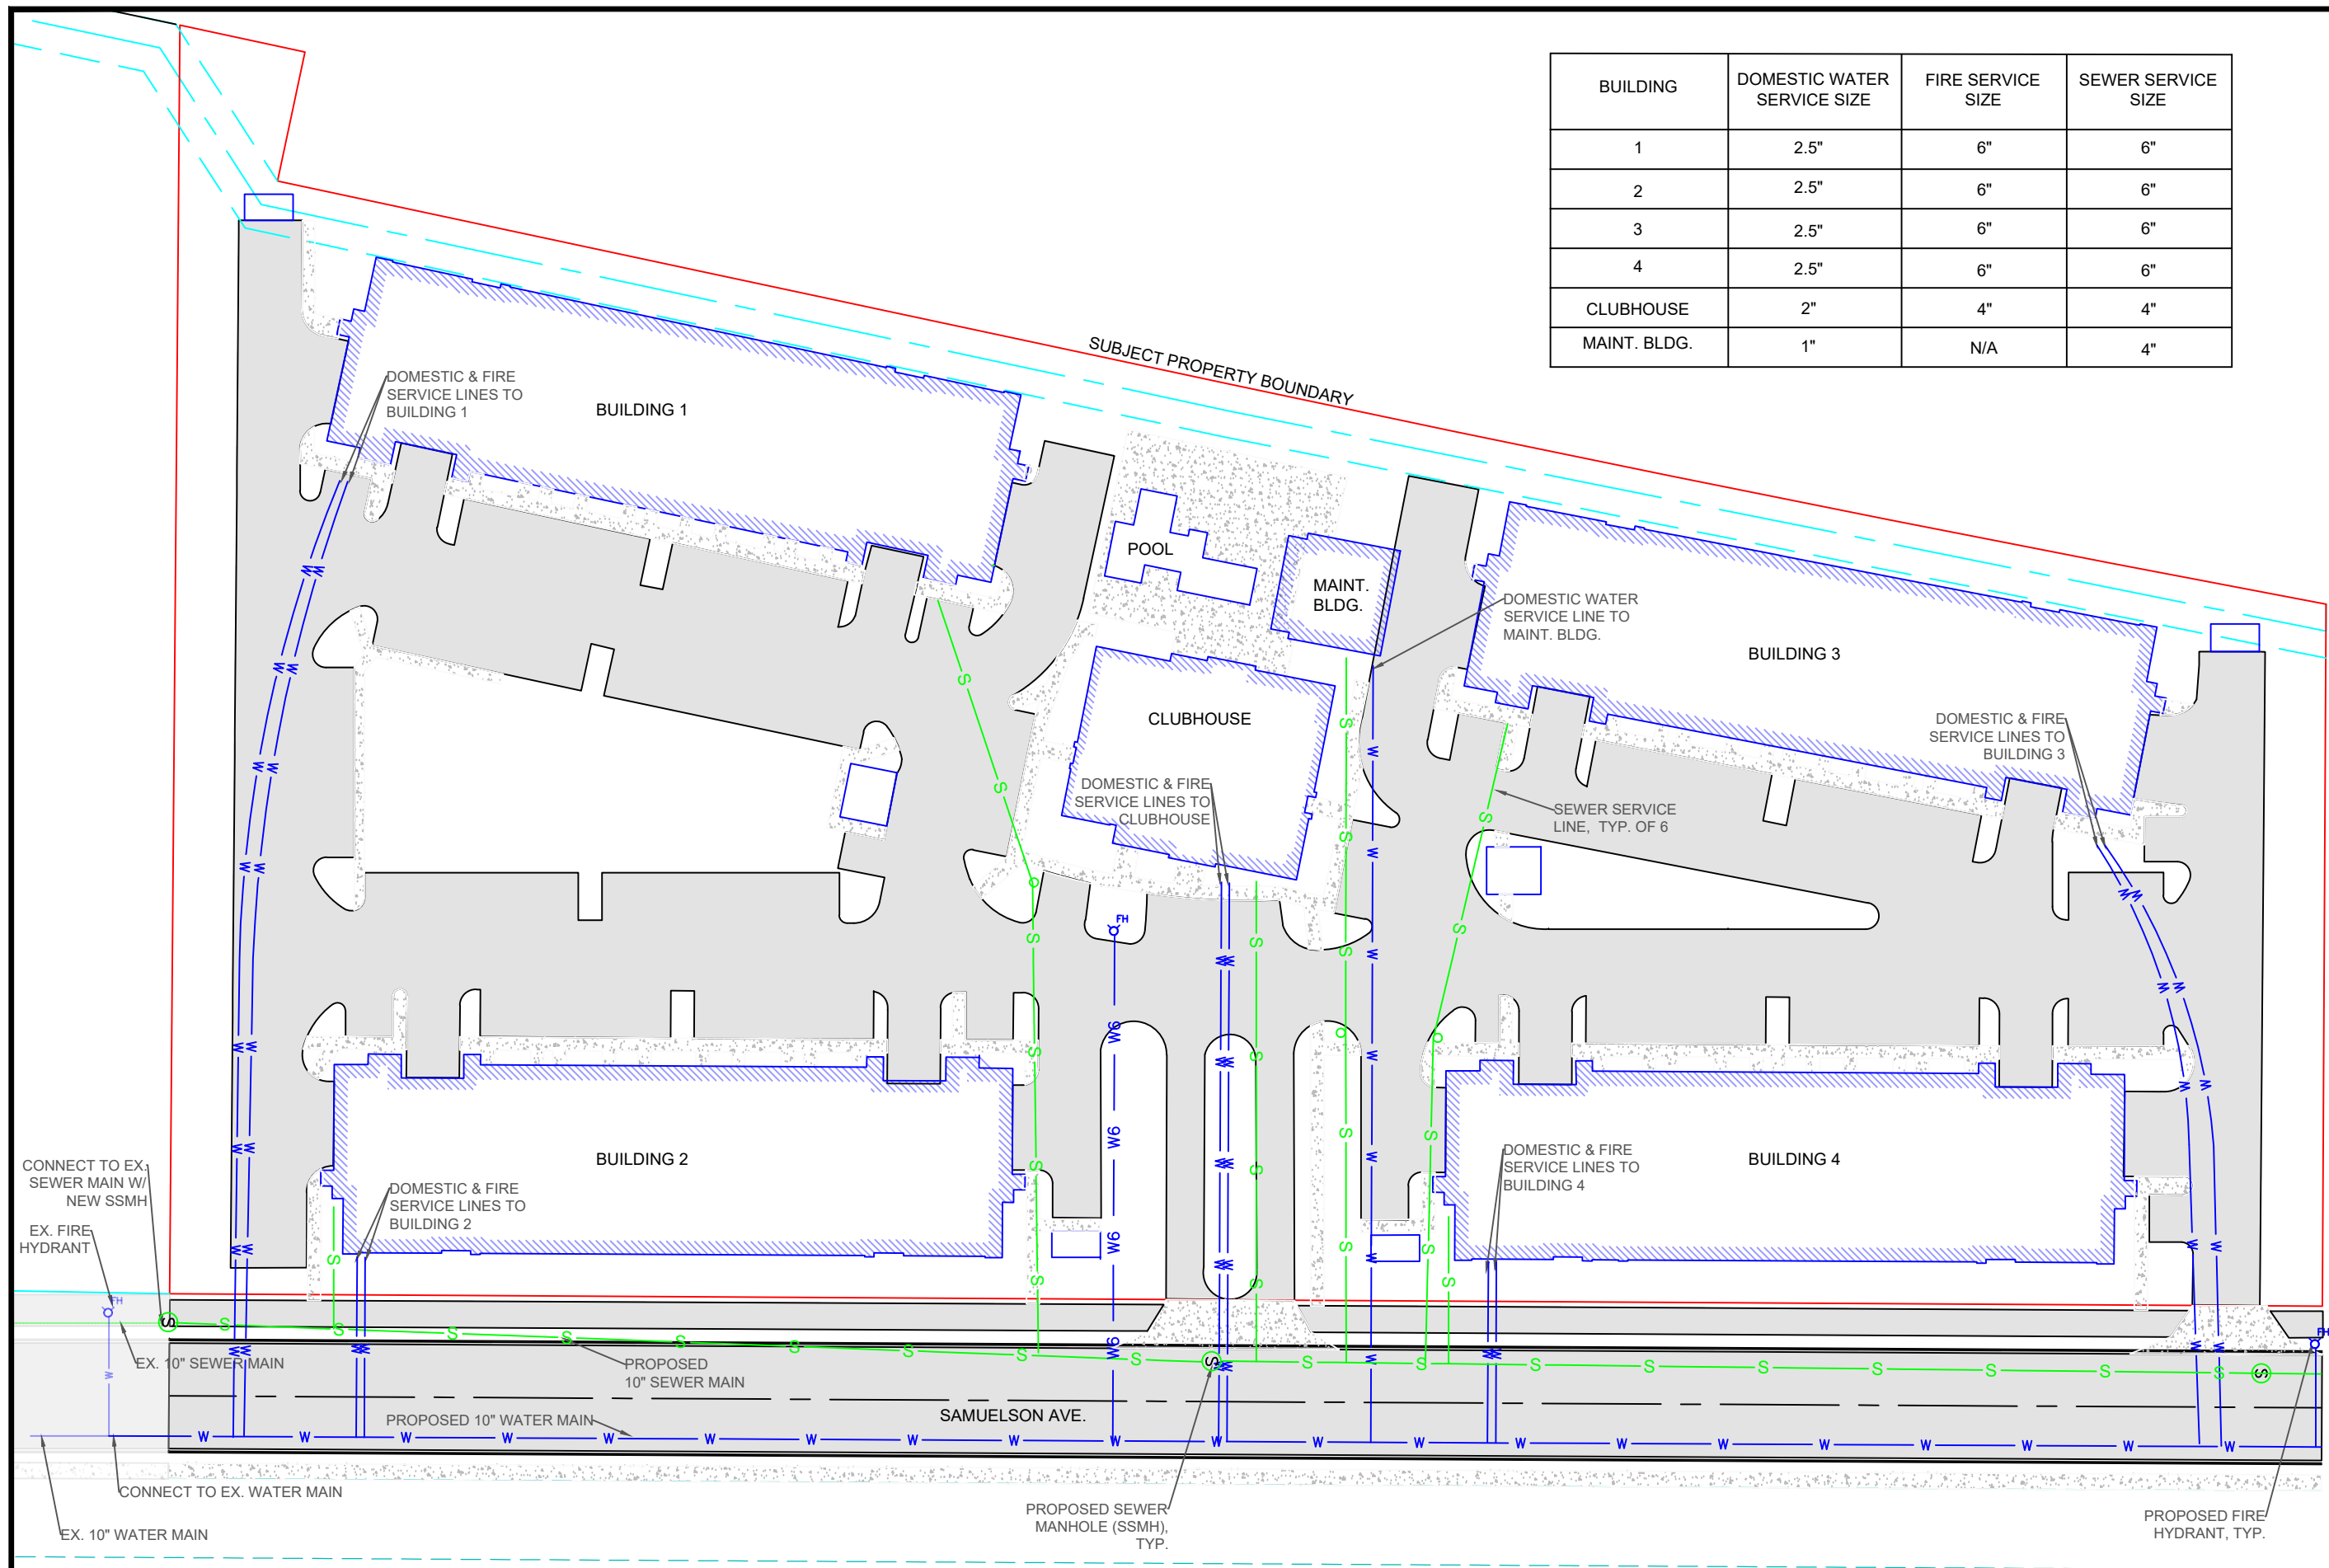 BUILDING
DOMESTIC WATER
SERVICE SIZE
FIRE SERVICE
SIZE
SEWER SERVICE
SIZE
1 2.5" 6" 6"
2 2.5" 6" 6"
3 2.5" 6" 6"
4 2.5" 6" 6"
CLUBHOUSE 2" 4" 4"
MAINT. BLDG. 1" N/A 4"
SUBJECT PROPERTY BOUNDARY
DOMESTIC & FIRE
SERVICE LINES TO
BUILDING 1
BUILDING 1
POOL
MAINT.
BLDG.
DOMESTIC WATER
SERVICE LINE TO
MAINT. BLDG.
BUILDING 3
CLUBHOUSE
DOMESTIC & FIRE
SERVICE LINES TO
BUILDING 3
DOMESTIC & FIRE
SERVICE LINES TO
CLUBHOUSE
SEWER SERVICE
LINE, TYP. OF 6
FH
W6
W6
W6
W6
BUILDING 2
BUILDING 4
DOMESTIC & FIRE
SERVICE LINES TO
BUILDING 4
CONNECT TO EX.
SEWER MAIN W/
NEW SSMH
DOMESTIC & FIRE
SERVICE LINES TO
BUILDING 2
EX. FIRE
HYDRANT
FH
FH
EX. 10" SEWER MAIN
PROPOSED
10" SEWER MAIN
SAMUELSON AVE.
PROPOSED 10" WATER MAIN
S S S S S S S S S S S S S S S S S S S
W W W W W W W W W W W W W W W W W W W W W
CONNECT TO EX. WATER MAIN
EX. 10" WATER MAIN
PROPOSED SEWER
MANHOLE (SSMH),
TYP.
PROPOSED FIRE
HYDRANT, TYP.